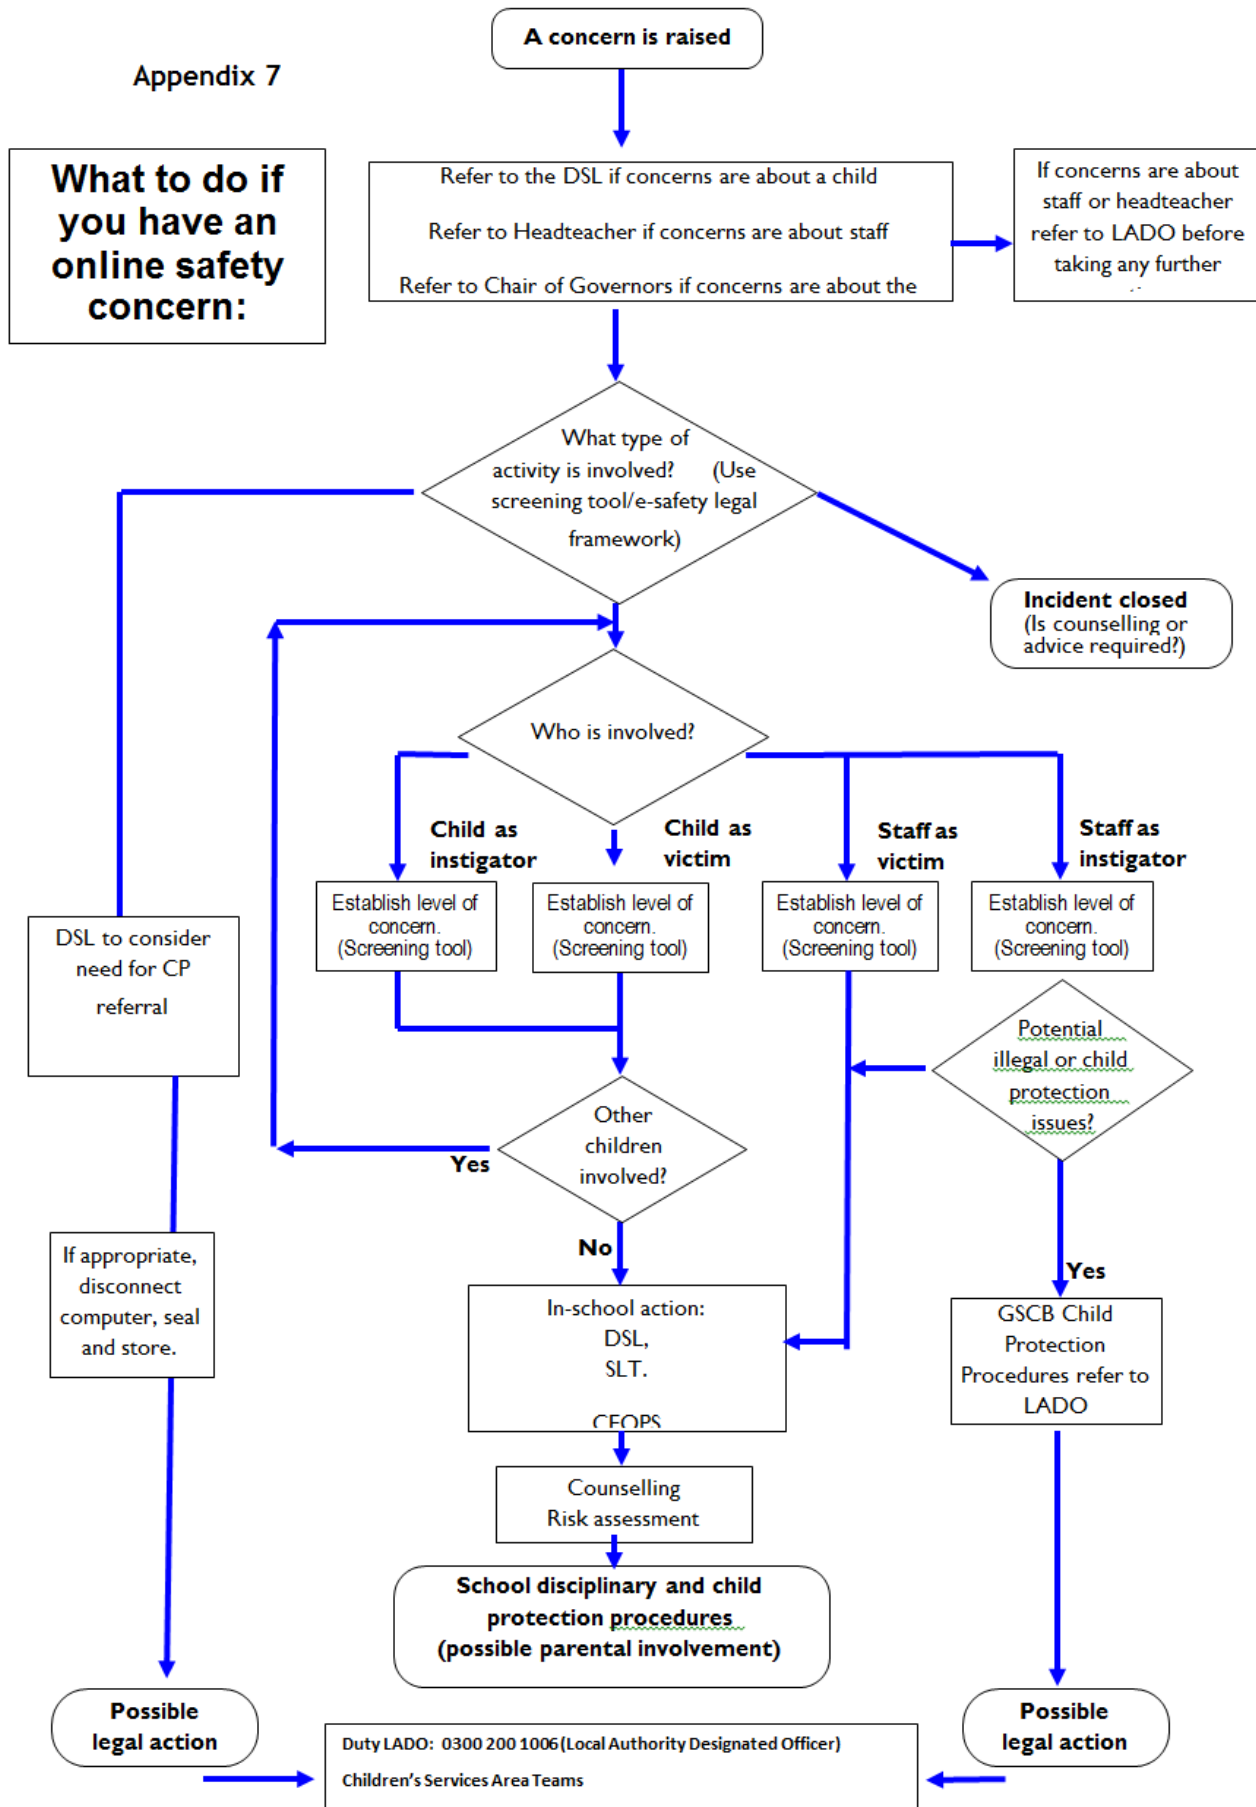 A concern is raised
Appendix 7
What to do if
you have an
online safety
concern:
Refer to the DSL if concerns are about a child
Refer to Headteacher if concerns are about staff
Refer to Chair of Governors if concerns are about the
If concerns are about
staff or headteacher
refer to LADO before
taking any further
What type of
activity is involved? (Use
screening tool/e-safety legal
framework)
Incident closed
(Is counselling or
advice required?)
Who is involved?
Child as
instigator
Child as
victim
Staff as
victim
Staff as
instigator
Establish level of
concern.
(Screening tool)
Establish level of
concern.
(Screening tool)
Establish level of
concern.
(Screening tool)
Establish level of
concern.
(Screening tool)
DSL to consider
need for CP
referral
Potential
illegal or child
protection
issues?
Other
children
involved?
Yes
No
Yes
If appropriate,
disconnect
computer, seal
and store.
In-school action:
DSL,
SLT.
CEOPS
GSCB Child
Protection
Procedures refer to
LADO
Counselling
Risk assessment
School disciplinary and child
protection procedures
(possible parental involvement)
Possible
legal action
Possible
legal action
Duty LADO: 0300 200 1006 (Local Authority Designated Officer)
Children's Services Area Teams